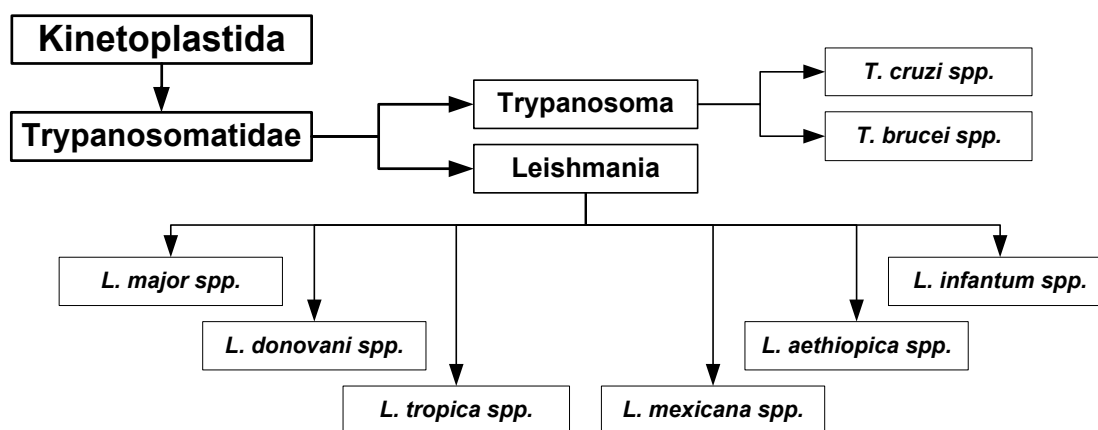 Kinetoplastida
Trypanosomatidae
Trypanosoma
Leishmania
T. cruzi spp.
T. brucei spp.
L. major spp.
L. donovani spp.
L. tropica spp.
L. mexicana spp.
L. aethiopica spp.
L. infantum spp.